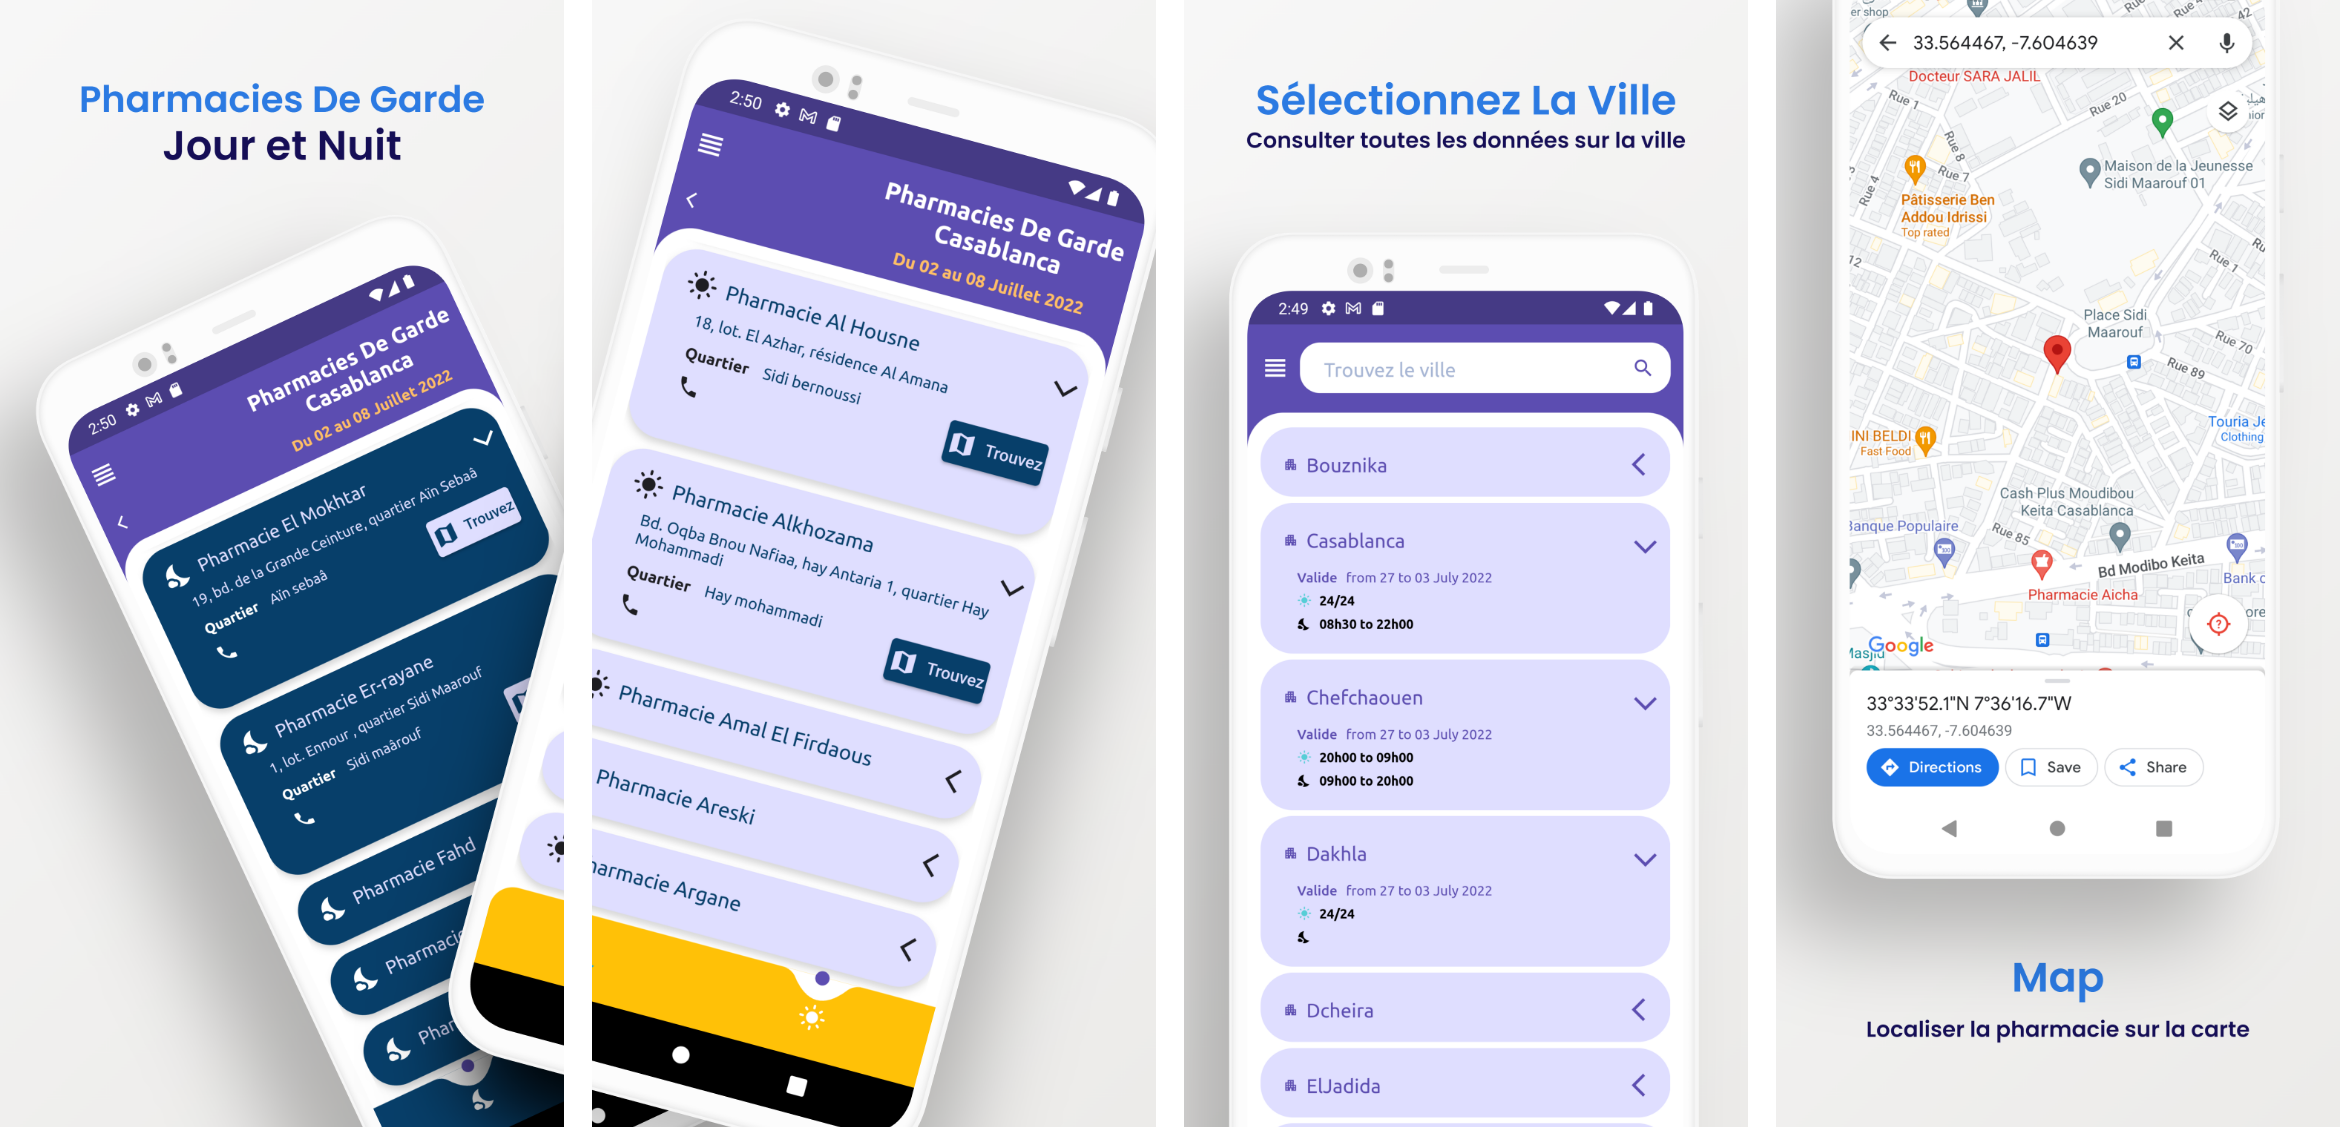 Pharmacies De Garde
Jour et Nuit
2:50
Pharmacies De Garde
Casablanca
Du 02 au 08 Juillet 2022
Pharmacie El Mokhtar
19, bd. de la Grande Ceinture, quartier Aïn Sebaâ
Quartier Aïn sebaâ
Trouvez
Pharmacie Er-rayane
1, lot. Ennour , quartier Sidi Maarouf
Quartier Sidi maârouf
Pharmacie Fahd
Pharmacie
Phar
2:50
Pharmacies De Garde
Casablanca
Du 02 au 08 Juillet 2022
Pharmacie Al Housne
18, lot. El Azhar, résidence Al Amana
Quartier Sidi bernoussi
Trouvez
Pharmacie Alkhozama
Bd. Oqba Bnou Nafiaa, hay Antaria 1, quartier Hay
Mohammadi
Quartier Hay mohammadi
Trouvez
Pharmacie Amal El Firdaous
Pharmacie Areski
harmacie Argane
Sélectionnez La Ville
Consulter toutes les données sur la ville
2:49
Trouvez le ville
Bouznika
Casablanca
Valide from 27 to 03 July 2022
24/24
08h30 to 22h00
Chefchaouen
Valide from 27 to 03 July 2022
20h00 to 09h00
09h00 to 20h00
Dakhla
Valide from 27 to 03 July 2022
24/24
Dcheira
ElJadida
er shop
42
33.564467, -7.604639
Docteur SARA JALIL
Rue 1
Rue 20
Rue 8
Rue 7
Rue 4
Maison de la Jeunesse
Sidi Maarouf 01
Pâtisserie Ben
Addou Idrissi
Top rated
12
Rue 1
Place Sidi
Maarouf
Rue 70
Rue 89
INI BELDI
Fast Food
Touria Je
Clothing
Cash Plus Moudibou
Keita Casablanca
Banque Populaire
Rue 85
Bd Modibo Keita
Bank
Pharmacie Aicha
Google
33°33'52.1"N 7°36'16.7"W
33.564467, -7.604639
Directions
Save
Share
Map
Localiser la pharmacie sur la carte